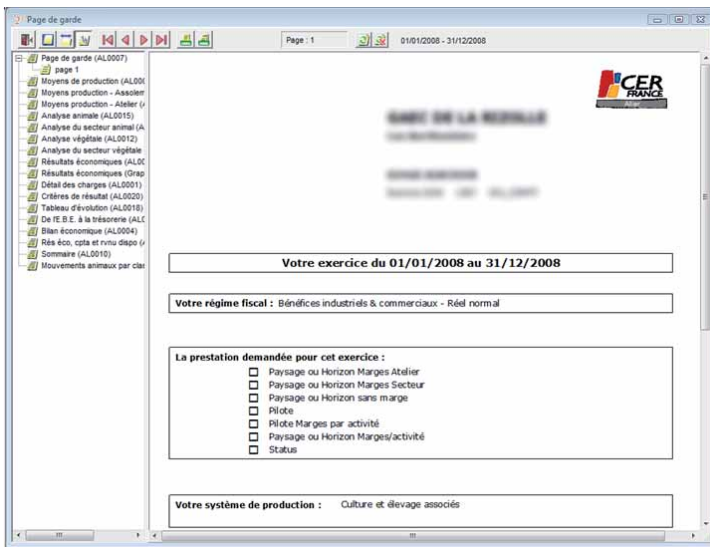 Page de garde
Page : 1
01/01/2008 - 31/12/2008
Page de garde (AL0007)
page 1
Moyens de production (AL000
Moyens production - Assolem
Moyens production - Atelier (A
Analyse animale (AL0015)
Analyse du secteur animal (A
Analyse végétale (AL0012)
Analyse du secteur végétale
Résultats économiques (AL00
Résultats économiques (Grap
Détail des charges (AL0001)
Critères de résultat (AL0020)
Tableau d'évolution (AL0018)
De l'E.B.E. à la trésorerie (AL0
Bilan économique (AL0004)
Rés éco, cpta et rvnu dispo (A
Sommaire (AL0010)
Mouvements animaux par clas
CER
FRANCE
Allier
Votre exercice du 01/01/2008 au 31/12/2008
Votre régime fiscal : Bénéfices industriels & commerciaux - Réel normal
La prestation demandée pour cet exercice :
Paysage ou Horizon Marges Atelier
Paysage ou Horizon Marges Secteur
Paysage ou Horizon sans marge
Pilote
Pilote Marges par activité
Paysage ou Horizon Marges/activité
Status
Votre système de production : Culture et élevage associés